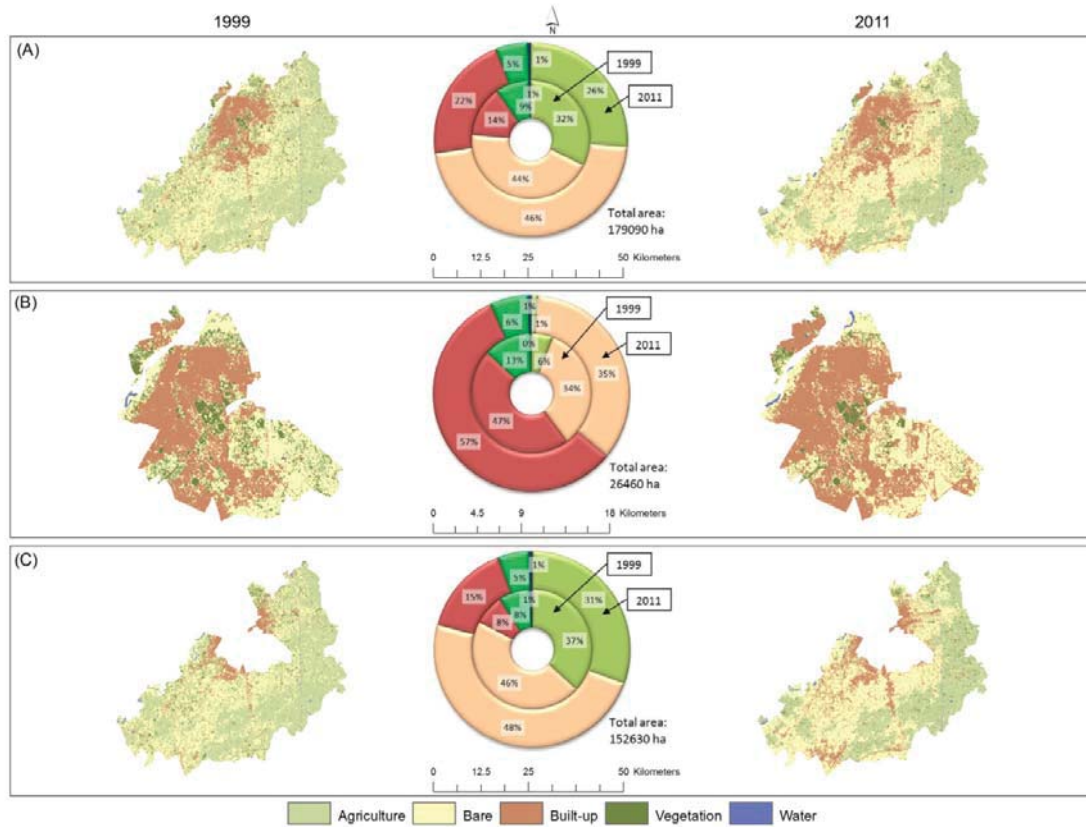 1999
N
2011
(A)
5%
1%
1999
22%
1%
26%
2011
14%
9%
32%
44%
46%
Total area:
179090 ha
0 12.5 25 50 Kilometers
(B)
1%
1999
6%
1%
0%
2011
13%
6%
35%
54%
47%
57%
Total area:
26460 ha
0 4.5 9 18 Kilometers
(C)
1%
1999
5%
15%
1%
31%
2011
8%
8%
37%
46%
48%
Total area:
152630 ha
0 12.5 25 50 Kilometers
Agriculture Bare Built-up Vegetation Water